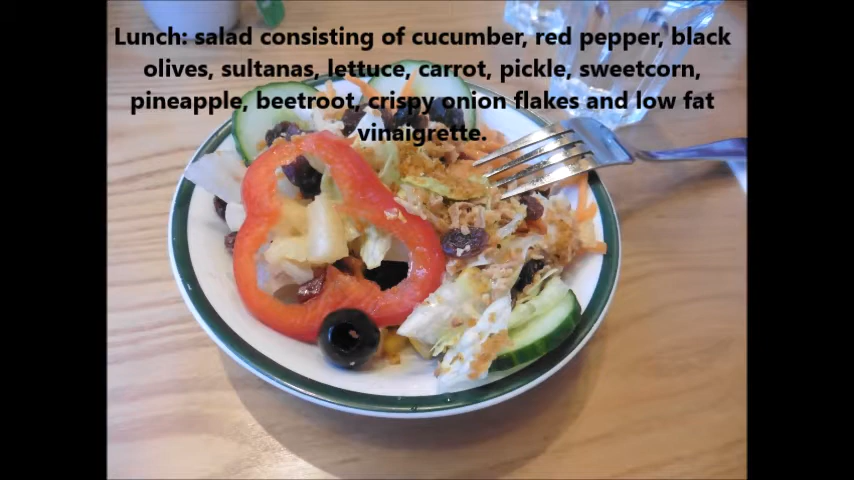 Lunch: salad consisting of cucumber, red pepper, black
olives, sultanas, lettuce, carrot, pickle, sweetcorn,
pineapple, beetroot, crispy onion flakes and low fat
vinaigrette.